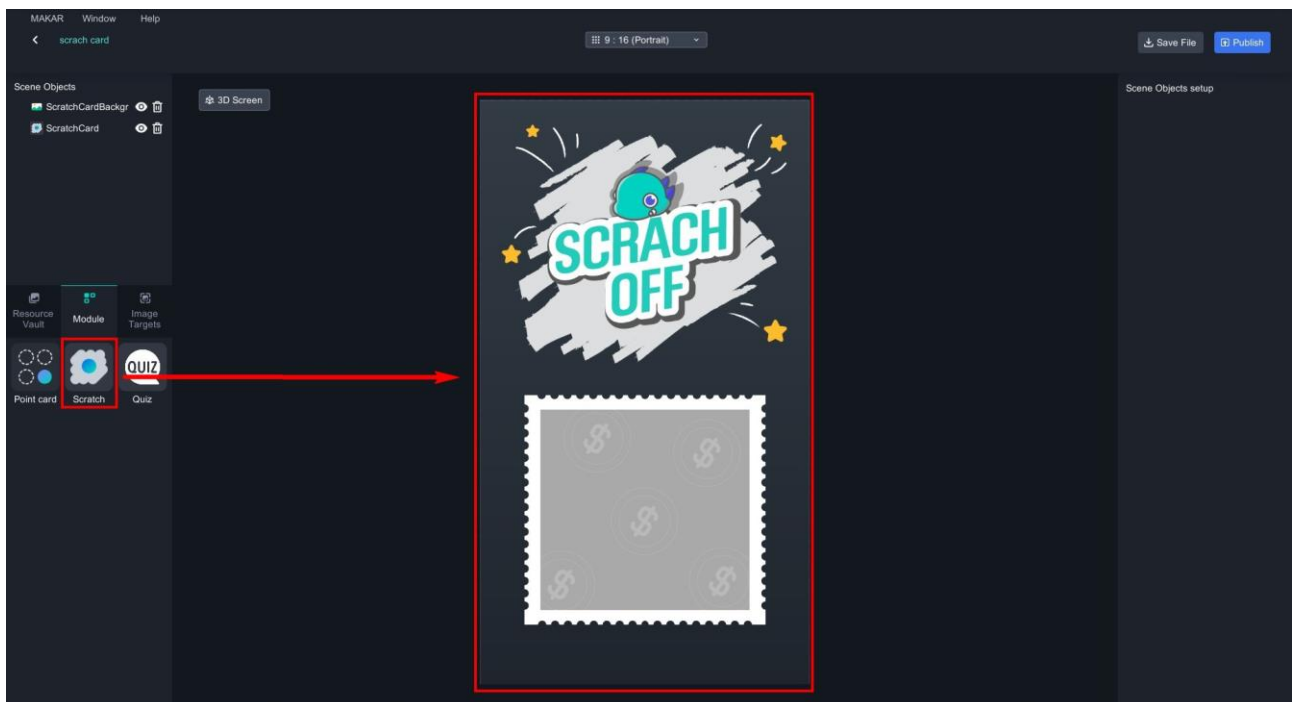 MAKAR Window Help
scrach card
9 : 16 (Portrait)
Save File
Publish
Scene Objects
ScratchCardBackgr
ScratchCard
3D Screen
Scene Objects setup
SCRACH
OFF
Resource
Vault
Module
Image
Targets
QUIZ
Point card
Scratch
Quiz
$
$
$
$
$